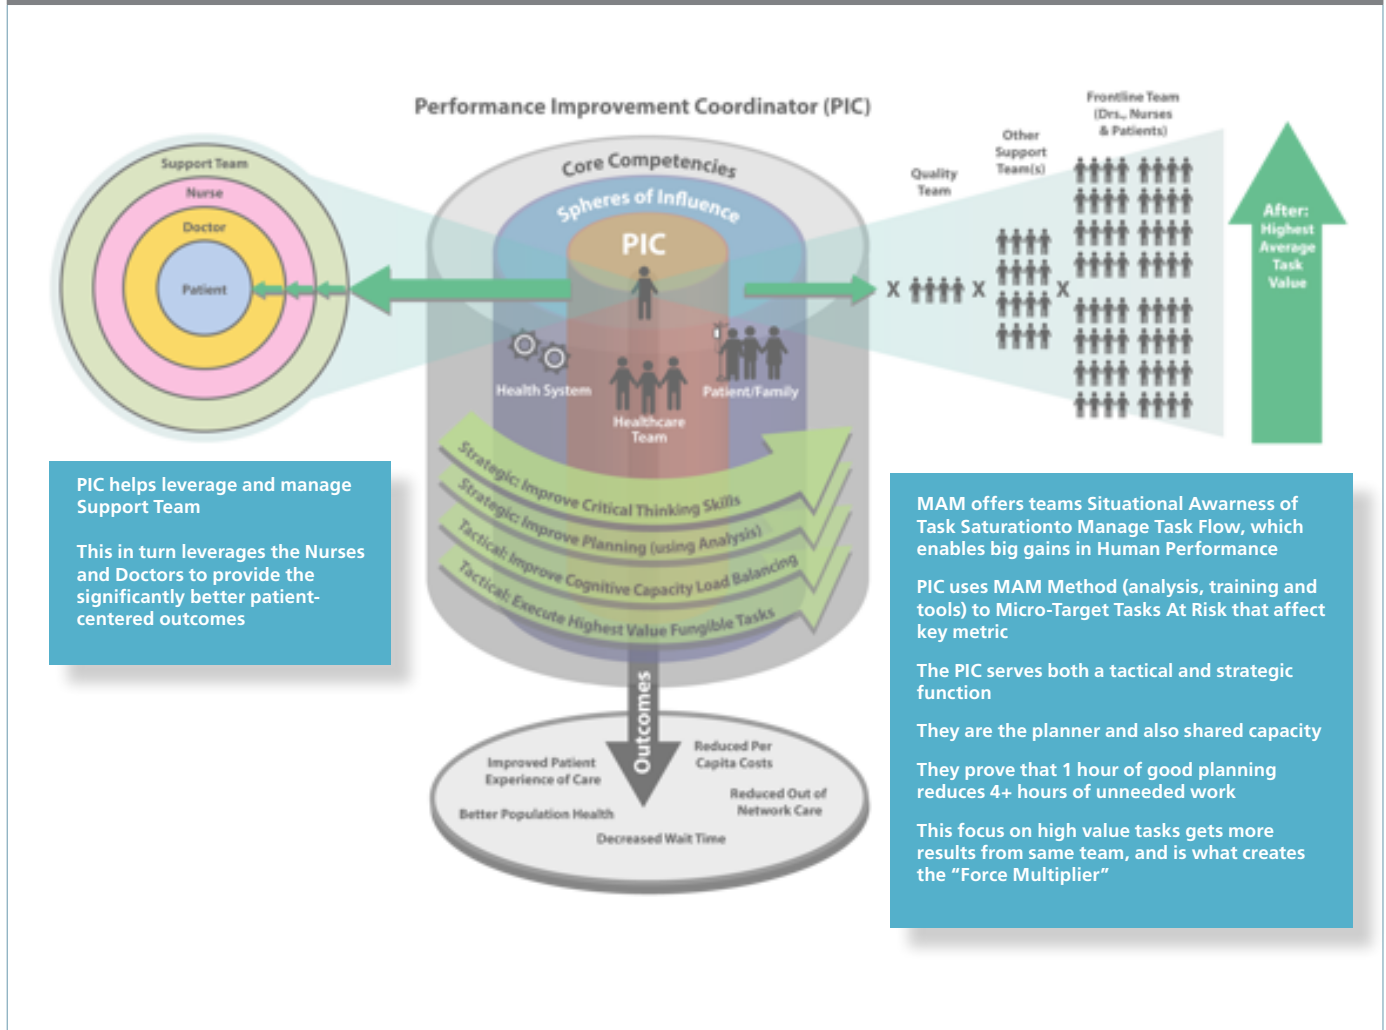 Performance Improvement Coordinator (PIC)
Support Team
Nurse
Doctor
Patient
Core Competencies
Spheres of Influence
PIC
Health System
Healthcare
Team
Patient/Family
Strategic: Improve Critical Thinking Skills
Strategic: Improve Planning (using Analysis)
Tactical: Improve Cognitive Capacity Load Balancing
Tactical: Execute Highest Value Fungible Tasks
Outcomes
Improved Patient
Experience of Care
Reduced Per
Capita Costs
Better Population Health
Reduced Out of
Network Care
Decreased Wait Time
X
Quality
Team
X
Other
Support
Team(s)
X
Frontline Team
(Drs., Nurses
& Patients)
After:
Highest
Average
Task
Value
PIC helps leverage and manage
Support Team
This in turn leverages the Nurses
and Doctors to provide the
significantly better patient-
centered outcomes
MAM offers teams Situational Awareness of
Task Saturationto Manage Task Flow, which
enables big gains in Human Performance
PIC uses MAM Method (analysis, training and
tools) to Micro-Target Tasks At Risk that affect
key metric
The PIC serves both a tactical and strategic
function
They are the planner and also shared capacity
They prove that 1 hour of good planning
reduces 4+ hours of unneeded work
This focus on high value tasks gets more
results from same team, and is what creates
the “Force Multiplier”